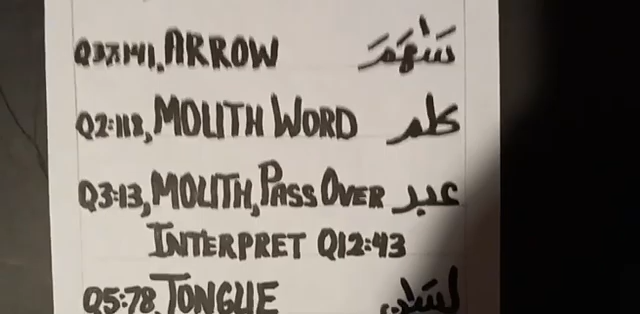 Q37:141, ARROW سَهَمَ
Q2:118, MOUTH WORD كلم
Q3:13, MOUTH, PASS OVER عبر
INTERPRET Q12:43
Q5:78, TONGUE لسان